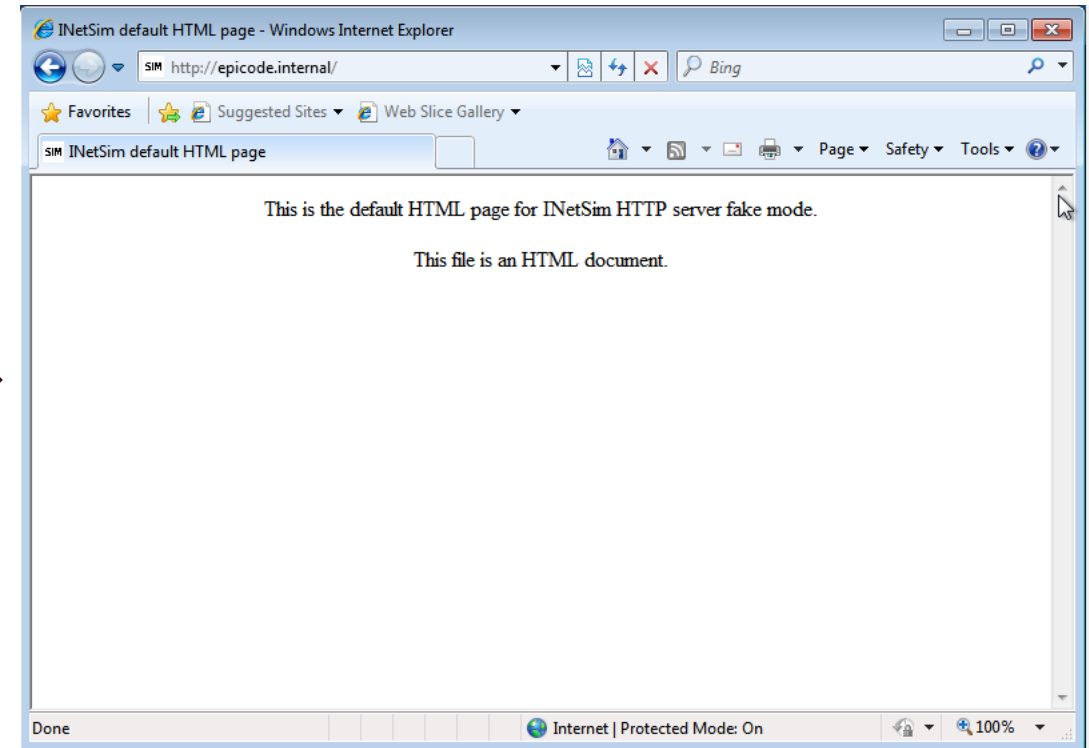 INetSim default HTML page - Windows Internet Explorer
SIM http://epicode.internal/ Bing
Favorites Suggested Sites Web Slice Gallery
SIM INetSim default HTML page Page Safety Tools
This is the default HTML page for INetSim HTTP server fake mode.
This file is an HTML document.
Done Internet | Protected Mode: On 100%